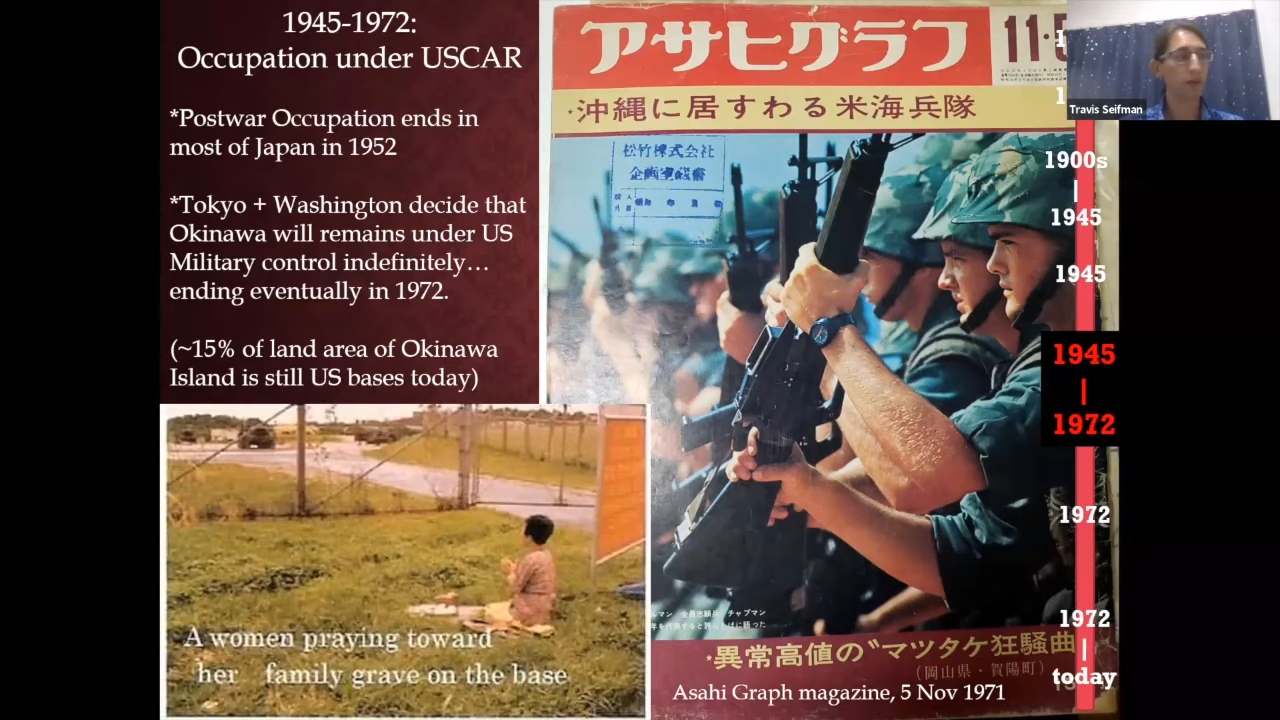 1945-1972:
Occupation under USCAR
*Postwar Occupation ends in
most of Japan in 1952
*Tokyo + Washington decide that
Okinawa will remains under US
Military control indefinitely…
ending eventually in 1972.
(~15% of land area of Okinawa
Island is still US bases today)
A women praying toward
her family grave on the base
アサヒグラフ
11・5
・沖縄に居すわる米海兵隊
松竹株式会社
・異常高値の〝マツタケ狂騒曲
(岡山県・賀陽町)
Asahi Graph magazine, 5 Nov 1971
Travis Seifman
1900s
|
1945
1945
1945
|
1972
1972
1972
|
today